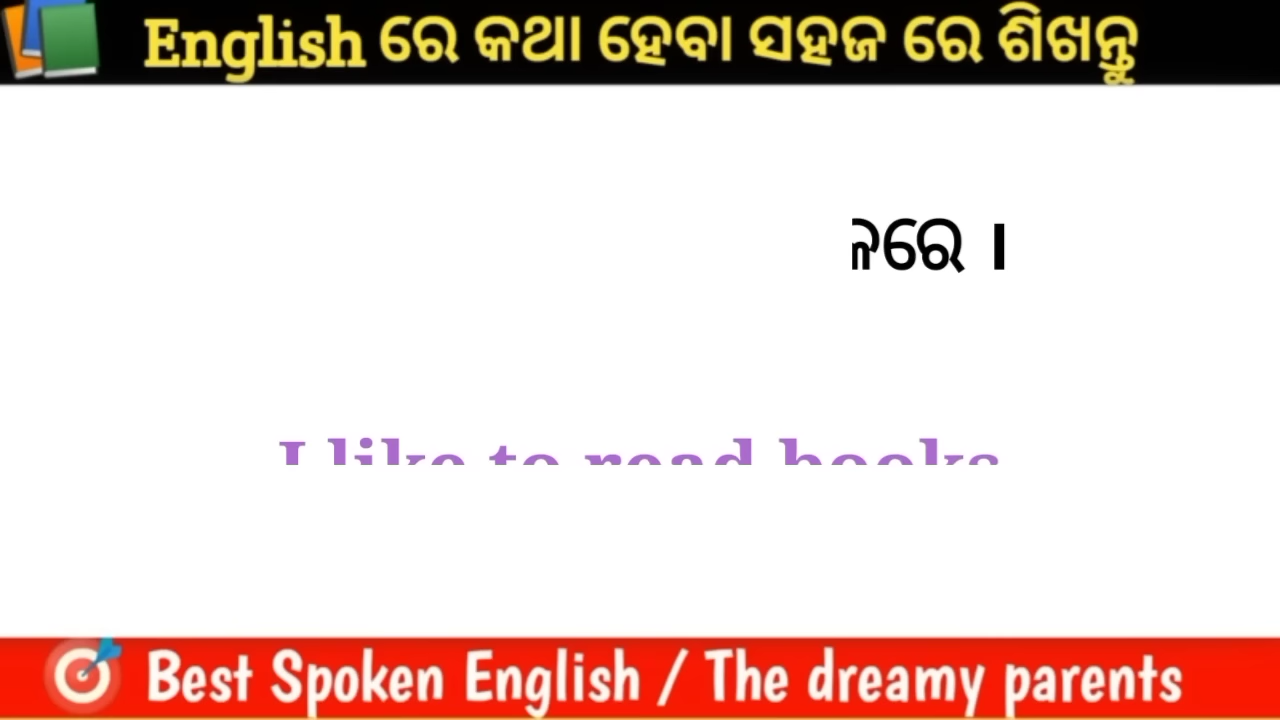 English ରେ କଥା ହେବା ସହଜ ରେ ଶିଖନ୍ତୁ
I like to read books
Best Spoken English / The dreamy parents